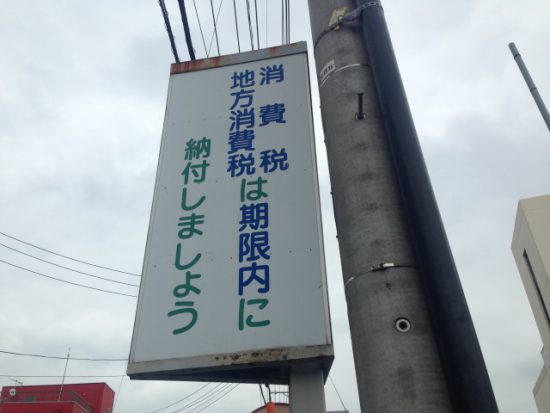 消費税
地方消費税は期限内に
納付しましょう